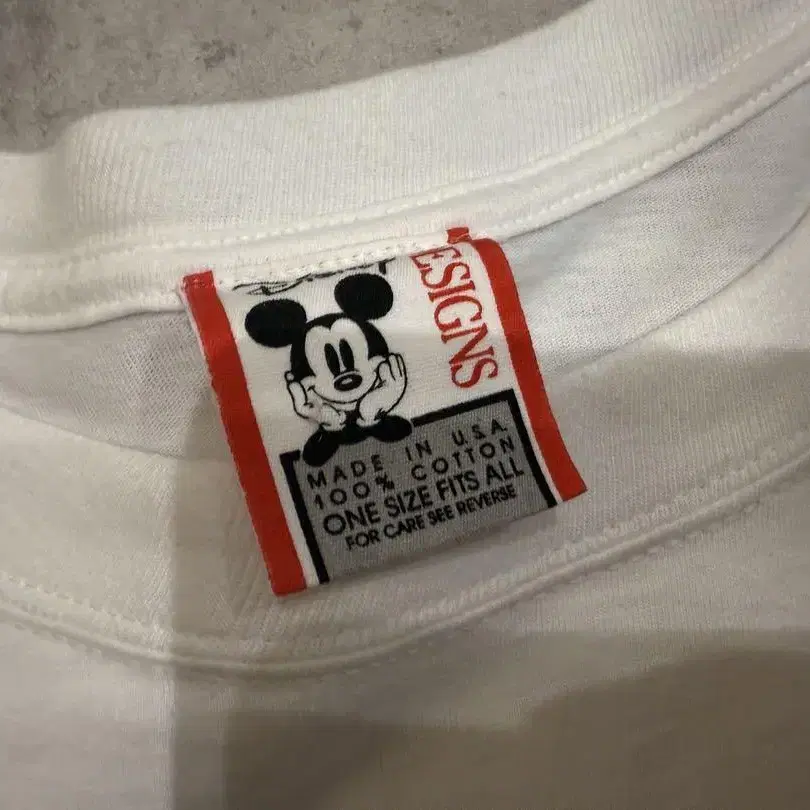 ESIGNS
MADE IN U.S.A.
100% COTTON
ONE SIZE FITS ALL
FOR CARE SEE REVERSE